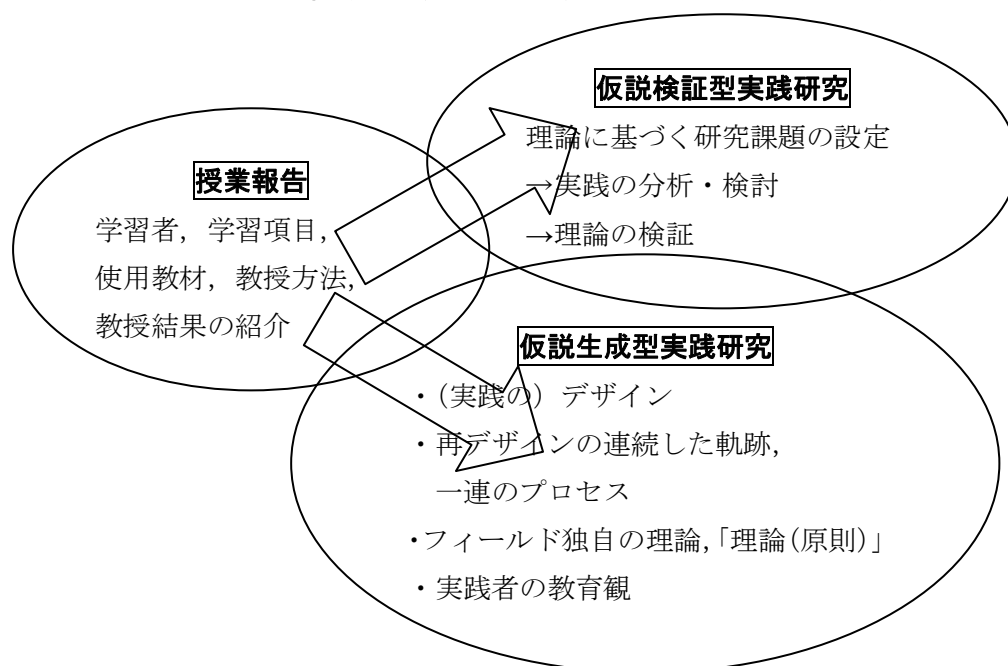 授業報告
学習者，学習項目，
使用教材，教授方法，
教授結果の紹介
仮説検証型実践研究
理論に基づく研究課題の設定
→実践の分析・検討
→理論の検証
仮説生成型実践研究
・（実践の）デザイン
・再デザインの連続した軌跡，
一連のプロセス
・フィールド独自の理論，「理論（原則）」
・実践者の教育観